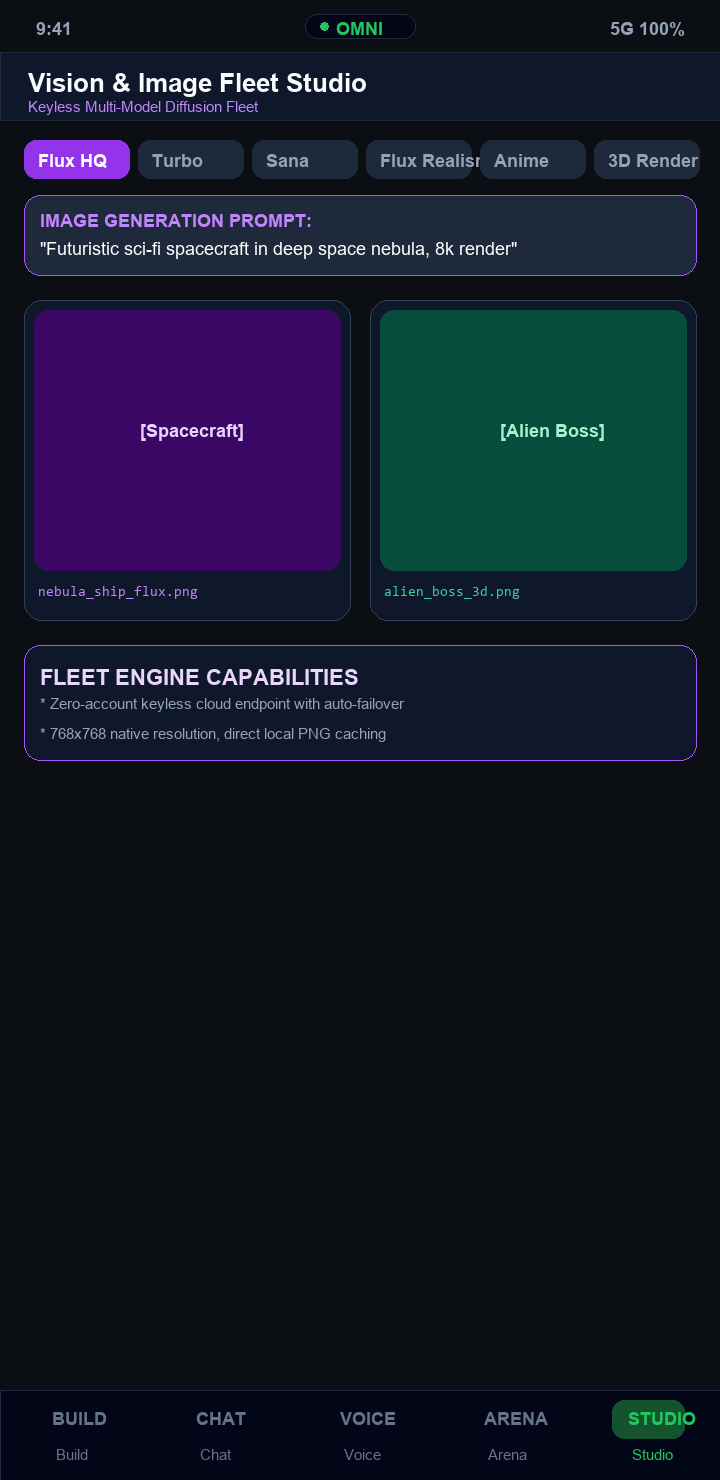 9:41
OMNI
5G 100%
Vision & Image Fleet Studio
Keyless Multi-Model Diffusion Fleet
Flux HQ
Turbo
Sana
Flux Realism
Anime
3D Render
IMAGE GENERATION PROMPT:
"Futuristic sci-fi spacecraft in deep space nebula, 8k render"
[Spacecraft]
[Alien Boss]
nebula_ship_flux.png
alien_boss_3d.png
FLEET ENGINE CAPABILITIES
* Zero-account keyless cloud endpoint with auto-failover
* 768x768 native resolution, direct local PNG caching
BUILD
CHAT
VOICE
ARENA
STUDIO
Build
Chat
Voice
Arena
Studio